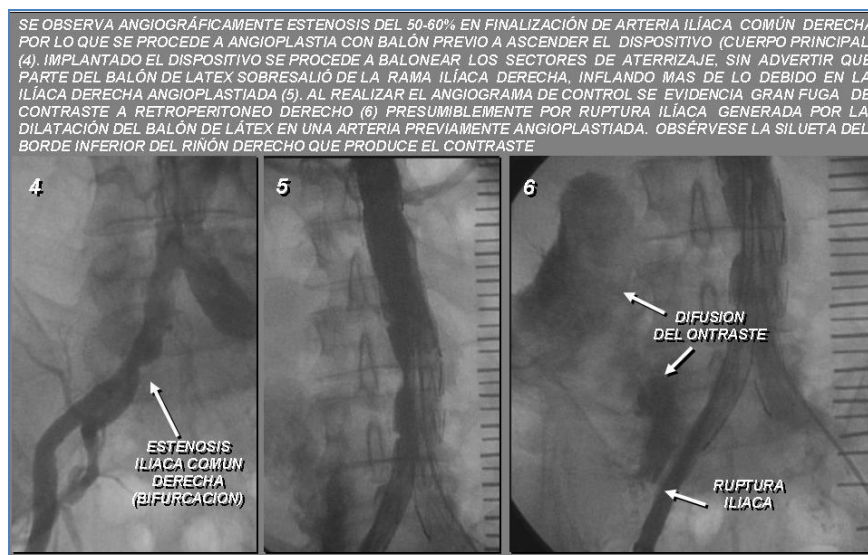 SE OBSERVA ANGIOGRÁFICAMENTE ESTENOSIS DEL 50-60% EN FINALIZACIÓN DE ARTERIA ILÍACA COMÚN DERECHA
POR LO QUE SE PROCEDE A ANGIOPLASTIA CON BALÓN PREVIO A ASCENDER EL DISPOSITIVO (CUERPO PRINCIPAL)
(4). IMPLANTADO EL DISPOSITIVO SE PROCEDE A BALONEAR LOS SECTORES DE ATERRIZAJE, SIN ADVERTIR QUE
PARTE DEL BALÓN DE LATEX SOBRESALIÓ DE LA RAMA ILÍACA DERECHA, INFLANDO MAS DE LO DEBIDO EN LA
ILÍACA DERECHA ANGIOPLASTIADA (5). AL REALIZAR EL ANGIOGRAMA DE CONTROL SE EVIDENCIA GRAN FUGA DE
CONTRASTE A RETROPERITONEO DERECHO (6) PRESUMIBLEMENTE POR RUPTURA ILÍACA GENERADA POR LA
DILATACIÓN DEL BALÓN DE LÁTEX EN UNA ARTERIA PREVIAMENTE ANGIOPLASTIADA. OBSÉRVESE LA SILUETA DEL
BORDE INFERIOR DEL RIÑÓN DERECHO QUE PRODUCE EL CONTRASTE
4
ESTENOSIS
ILIACA COMUN
DERECHA
(BIFURCACION)
5
6
DIFUSION
DEL ONTRASTE
RUPTURA
ILIACA